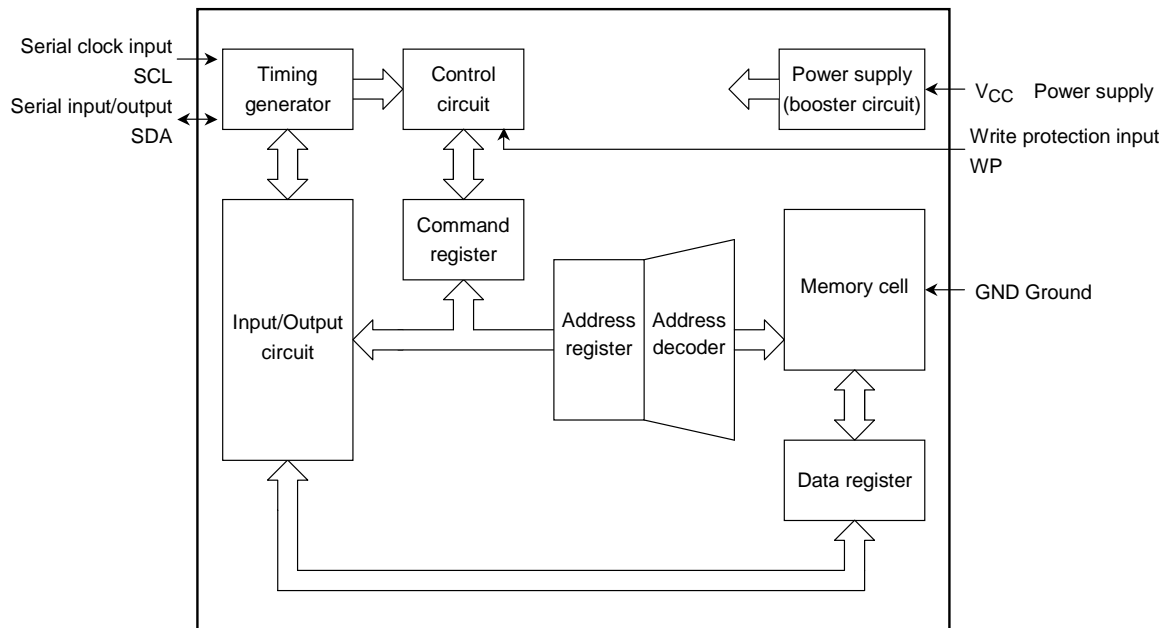 Serial clock input
SCL
Serial input/output
SDA
Timing
generator
Control
circuit
Power supply
(booster circuit)
VCC Power supply
Write protection input
WP
Command
register
Input/Output
circuit
Address
register
Address
decoder
Memory cell
GND Ground
Data register